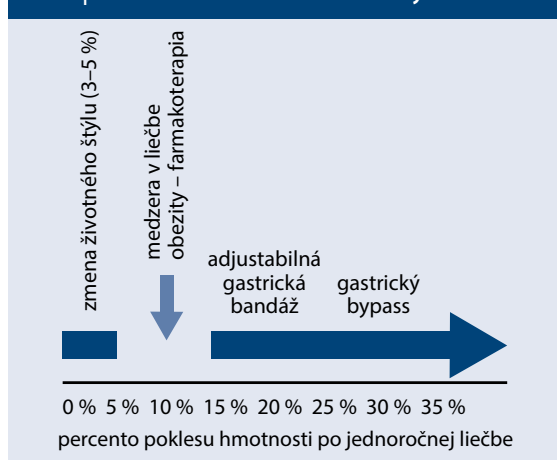 zmena životného štýlu (3–5 %)
medzera v liečbe
obezity – farmakoterapia
adjustabilná
gastrická
bandáž
gastrický
bypass
0 % 5 % 10 % 15 % 20 % 25 % 30 % 35 %
percento poklesu hmotnosti po jednoročnej liečbe